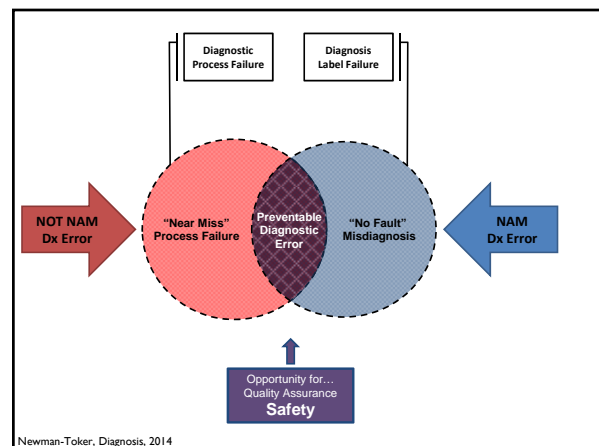 Diagnostic
Process Failure
Diagnosis
Label Failure
NOT NAM
Dx Error
“Near Miss”
Process Failure
Preventable
Diagnostic
Error
“No Fault”
Misdiagnosis
NAM
Dx Error
Opportunity for…
Quality Assurance
Safety
Newman-Toker, Diagnosis, 2014